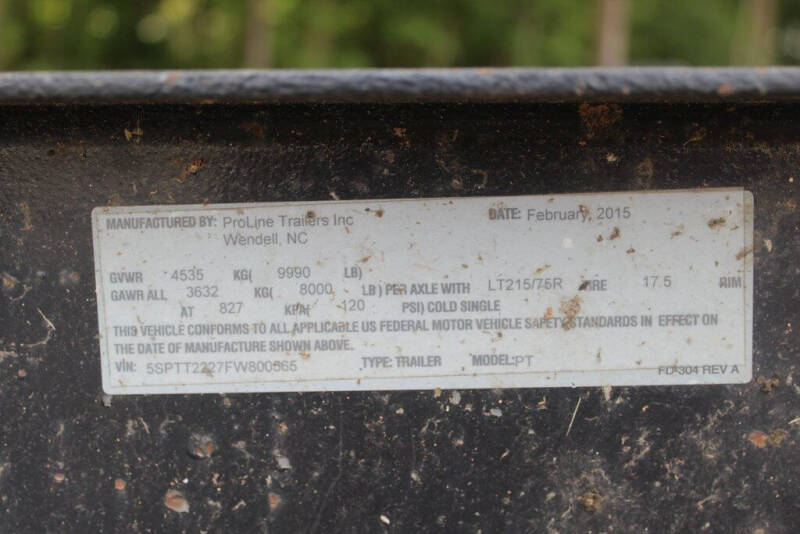 MANUFACTURED BY: ProLine Trailers Inc DATE: February, 2015
Wendell, NC
GVWR 4535 KG( 9990 LB)
GAWR ALL 3632 KG( 8000 LB) PER AXLE WITH LT215/75R TIRE 17.5 RIM
AT 827 KPA( 120 PSI) COLD SINGLE
THIS VEHICLE CONFORMS TO ALL APPLICABLE US FEDERAL MOTOR VEHICLE SAFETY STANDARDS IN EFFECT ON
THE DATE OF MANUFACTURE SHOWN ABOVE.
VIN: 5SPTT2227FW800565 TYPE: TRAILER MODEL: PT
FD-304 REV A